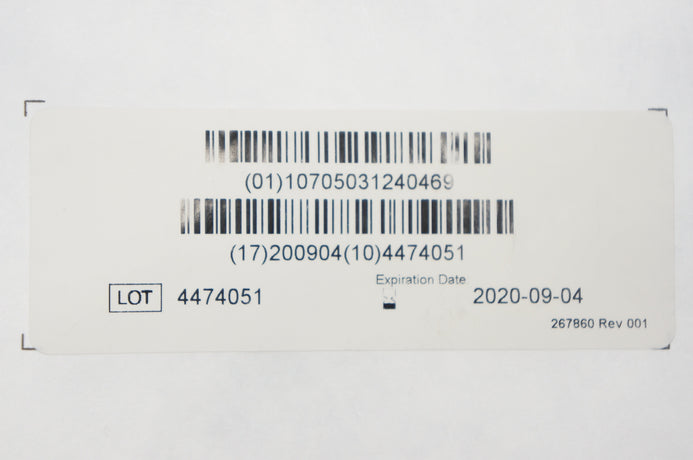 (01)10705031240469
(17)200904(10)4474051
Expiration Date
LOT 4474051 2020-09-04
267860 Rev 001